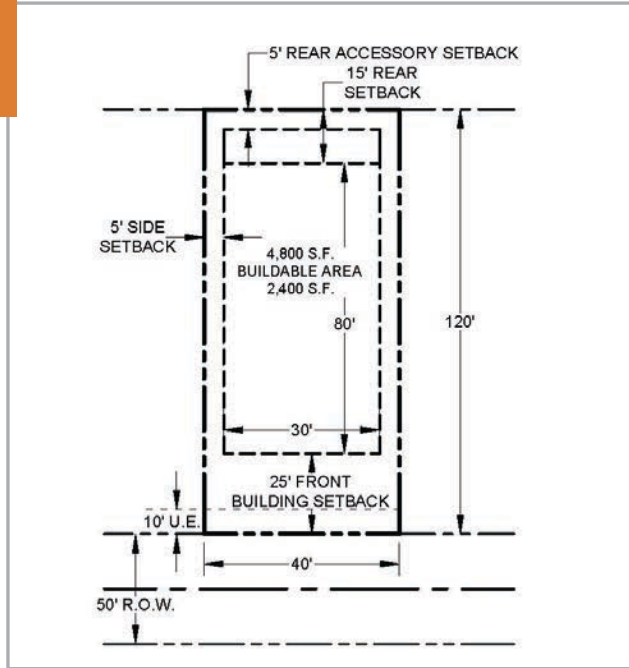 5' REAR ACCESSORY SETBACK
15' REAR
SETBACK
5' SIDE
SETBACK
4,800 S.F.
BUILDABLE AREA
2,400 S.F.
80'
120'
30'
25' FRONT
BUILDING SETBACK
10' U.E.
40'
50' R.O.W.